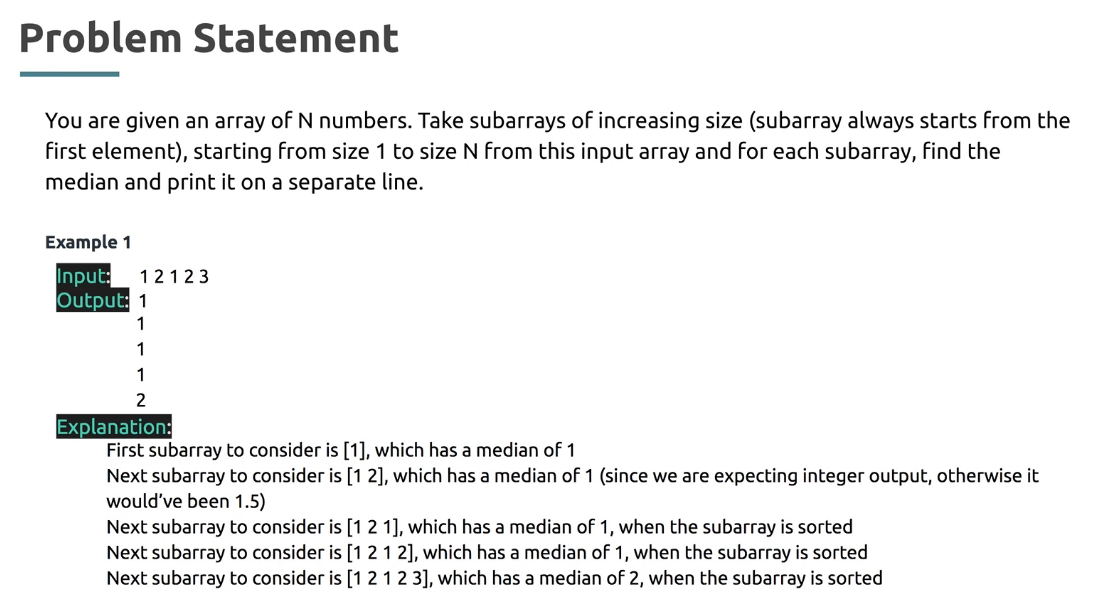 Problem Statement
You are given an array of N numbers. Take subarrays of increasing size (subarray always starts from the
first element), starting from size 1 to size N from this input array and for each subarray, find the
median and print it on a separate line.
Example 1
Input: 1 2 1 2 3
Output: 1
1
1
1
2
Explanation:
First subarray to consider is [1], which has a median of 1
Next subarray to consider is [1 2], which has a median of 1 (since we are expecting integer output, otherwise it
would’ve been 1.5)
Next subarray to consider is [1 2 1], which has a median of 1, when the subarray is sorted
Next subarray to consider is [1 2 1 2], which has a median of 1, when the subarray is sorted
Next subarray to consider is [1 2 1 2 3], which has a median of 2, when the subarray is sorted